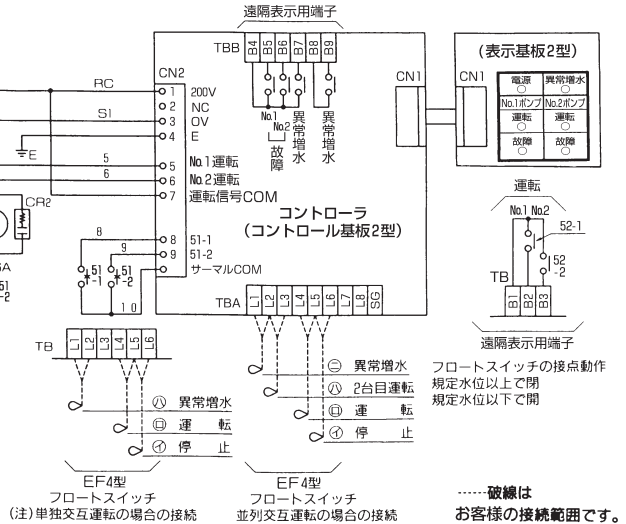 遠隔表示用端子
TBB B4 B5 B6 B7 B8 B9
CN2
RC
1 200V
2 NC
S1
3 OV
4 E
E
5 5 No.1運転
6 6 No.2運転
7 運転信号COM
CR2
8 8 51-1
9 9 51-2
10 サーマルCOM
51-1 51-2
51-2
No.1 No.2 故障
異常増水
異常増水
コントローラ
(コントロール基板2型)
CN1
CN1
(表示基板2型)
電源 異常増水
No.1ポンプ No.2ポンプ
運転 運転
故障 故障
運転
No.1 No.2
52-1
52-2
TB B1 B2 B3
遠隔表示用端子
TBA L1 L2 L3 L4 L5 L6 L7 L8 SG
㊁ 異常増水
㋩ 2台目運転
㋺ 運転
㋑ 停止
EF4型
フロートスイッチ
並列交互運転の場合の接続
TB L1 L2 L3 L4 L5 L6
㋩ 異常増水
㋺ 運転
㋑ 停止
EF4型
フロートスイッチ
(注)単独交互運転の場合の接続
フロートスイッチの接点動作
規定水位以上で閉
規定水位以下で開
-----破線は
お客様の接続範囲です。